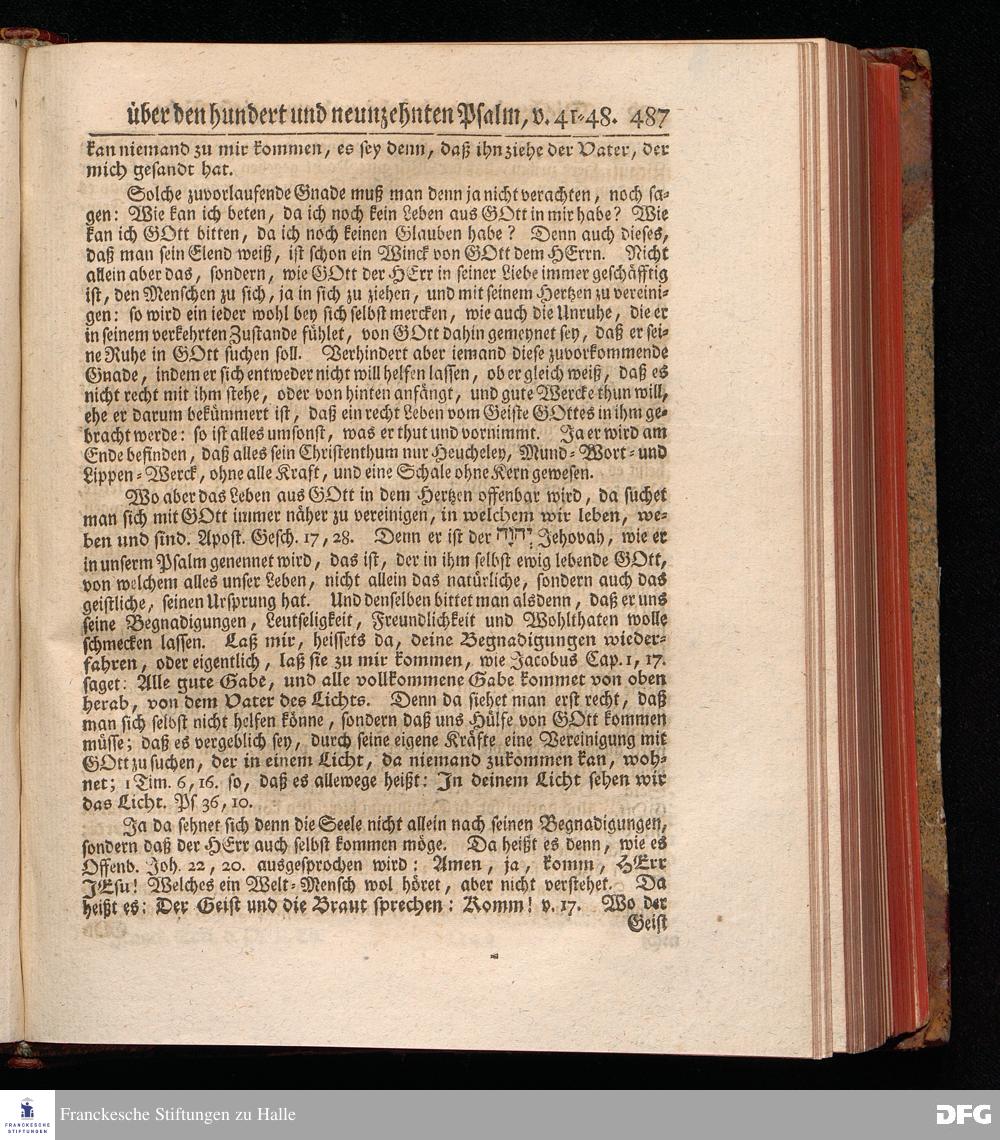 über den hundert und neunzehnten Psalm, v. 41-48. 487
kan niemand zu mir kommen, es sey denn, daß ihn ziehe der Vater, der
mich gesandt hat.
Solche zuvorlaufende Gnade muß man denn ja nicht verachten, noch sa-
gen: Wie kan ich beten, da ich noch kein Leben aus GOtt in mir habe? Wie
kan ich GOtt bitten, da ich noch keinen Glauben habe? Denn auch dieses,
daß man sein Elend weiß, ist schon ein Winck von GOtt dem HErrn. Nicht
allein aber das, sondern, wie GOtt der HErr in seiner Liebe immer geschäfftig
ist, den Menschen zu sich, ja in sich zu ziehen, und mit seinem Hertzen zu vereini-
gen: so wird ein ieder wohl bey sich selbst mercken, wie auch die Unruhe, die er
in seinem verkehrten Zustande fühlet, von GOtt dahin gemeynet sey, daß er sei-
ne Ruhe in GOtt suchen soll. Verhindert aber iemand diese zuvorkommende
Gnade, indem er sich entweder nicht will helfen lassen, ob er gleich weiß, daß es
nicht recht mit ihm stehe, oder von hinten anfängt, und gute Wercke thun will,
ehe er darum bekümmert ist, daß ein recht Leben vom Geiste GOttes in ihm ge-
bracht werde: so ist alles umsonst, was er thut und vornimmt. Ja er wird am
Ende befinden, daß alles sein Christenthum nur Heucheley, Mund-Wort-und
Lippen-Werck, ohne alle Kraft, und eine Schale ohne Kern gewesen.
Wo aber das Leben aus GOtt in dem Hertzen offenbar wird, da suchet
man sich mit GOtt immer näher zu vereinigen, in welchem wir leben, we-
ben und sind. Apost. Gesch. 17, 28. Denn er ist der יהוה Jehovah, wie er
in unserm Psalm genennet wird, das ist, der in ihm selbst ewig lebende GOtt,
von welchem alles unser Leben, nicht allein das natürliche, sondern auch das
geistliche, seinen Ursprung hat. Und denselben bittet man alsdenn, daß er uns
seine Begnadigungen, Leutseligkeit, Freundlichkeit und Wohlthaten wolle
schmecken lassen. Laß mir, heissets da, deine Begnadigungen wieder-
fahren, oder eigentlich, laß sie zu mir kommen, wie Jacobus Cap. 1, 17.
saget: Alle gute Gabe, und alle vollkommene Gabe kommet von oben
herab, von dem Vater des Lichts. Denn da siehet man erst recht, daß
man sich selbst nicht helfen könne, sondern daß uns Hülfe von GOtt kommen
müsse; daß es vergeblich sey, durch seine eigene Kräfte eine Vereinigung mit
GOtt zu suchen, der in einem Licht, da niemand zukommen kan, woh-
net; 1 Tim. 6, 16. so, daß es allewege heißt: In deinem Licht sehen wir
das Licht. Ps 36, 10.
Ja da sehnet sich denn die Seele nicht allein nach seinen Begnadigungen,
sondern daß der HErr auch selbst kommen möge. Da heißt es denn, wie es
Offenb. Joh. 22, 20. ausgesprochen wird: Amen, ja, komm, HErr
JEsu! Welches ein Welt-Mensch wol höret, aber nicht verstehet. Da
heißt es: Der Geist und die Braut sprechen: Komm! v. 17. Wo der
Geist
FRANCKESCHE
STIFTUNGEN
Franckesche Stiftungen zu Halle
DFG